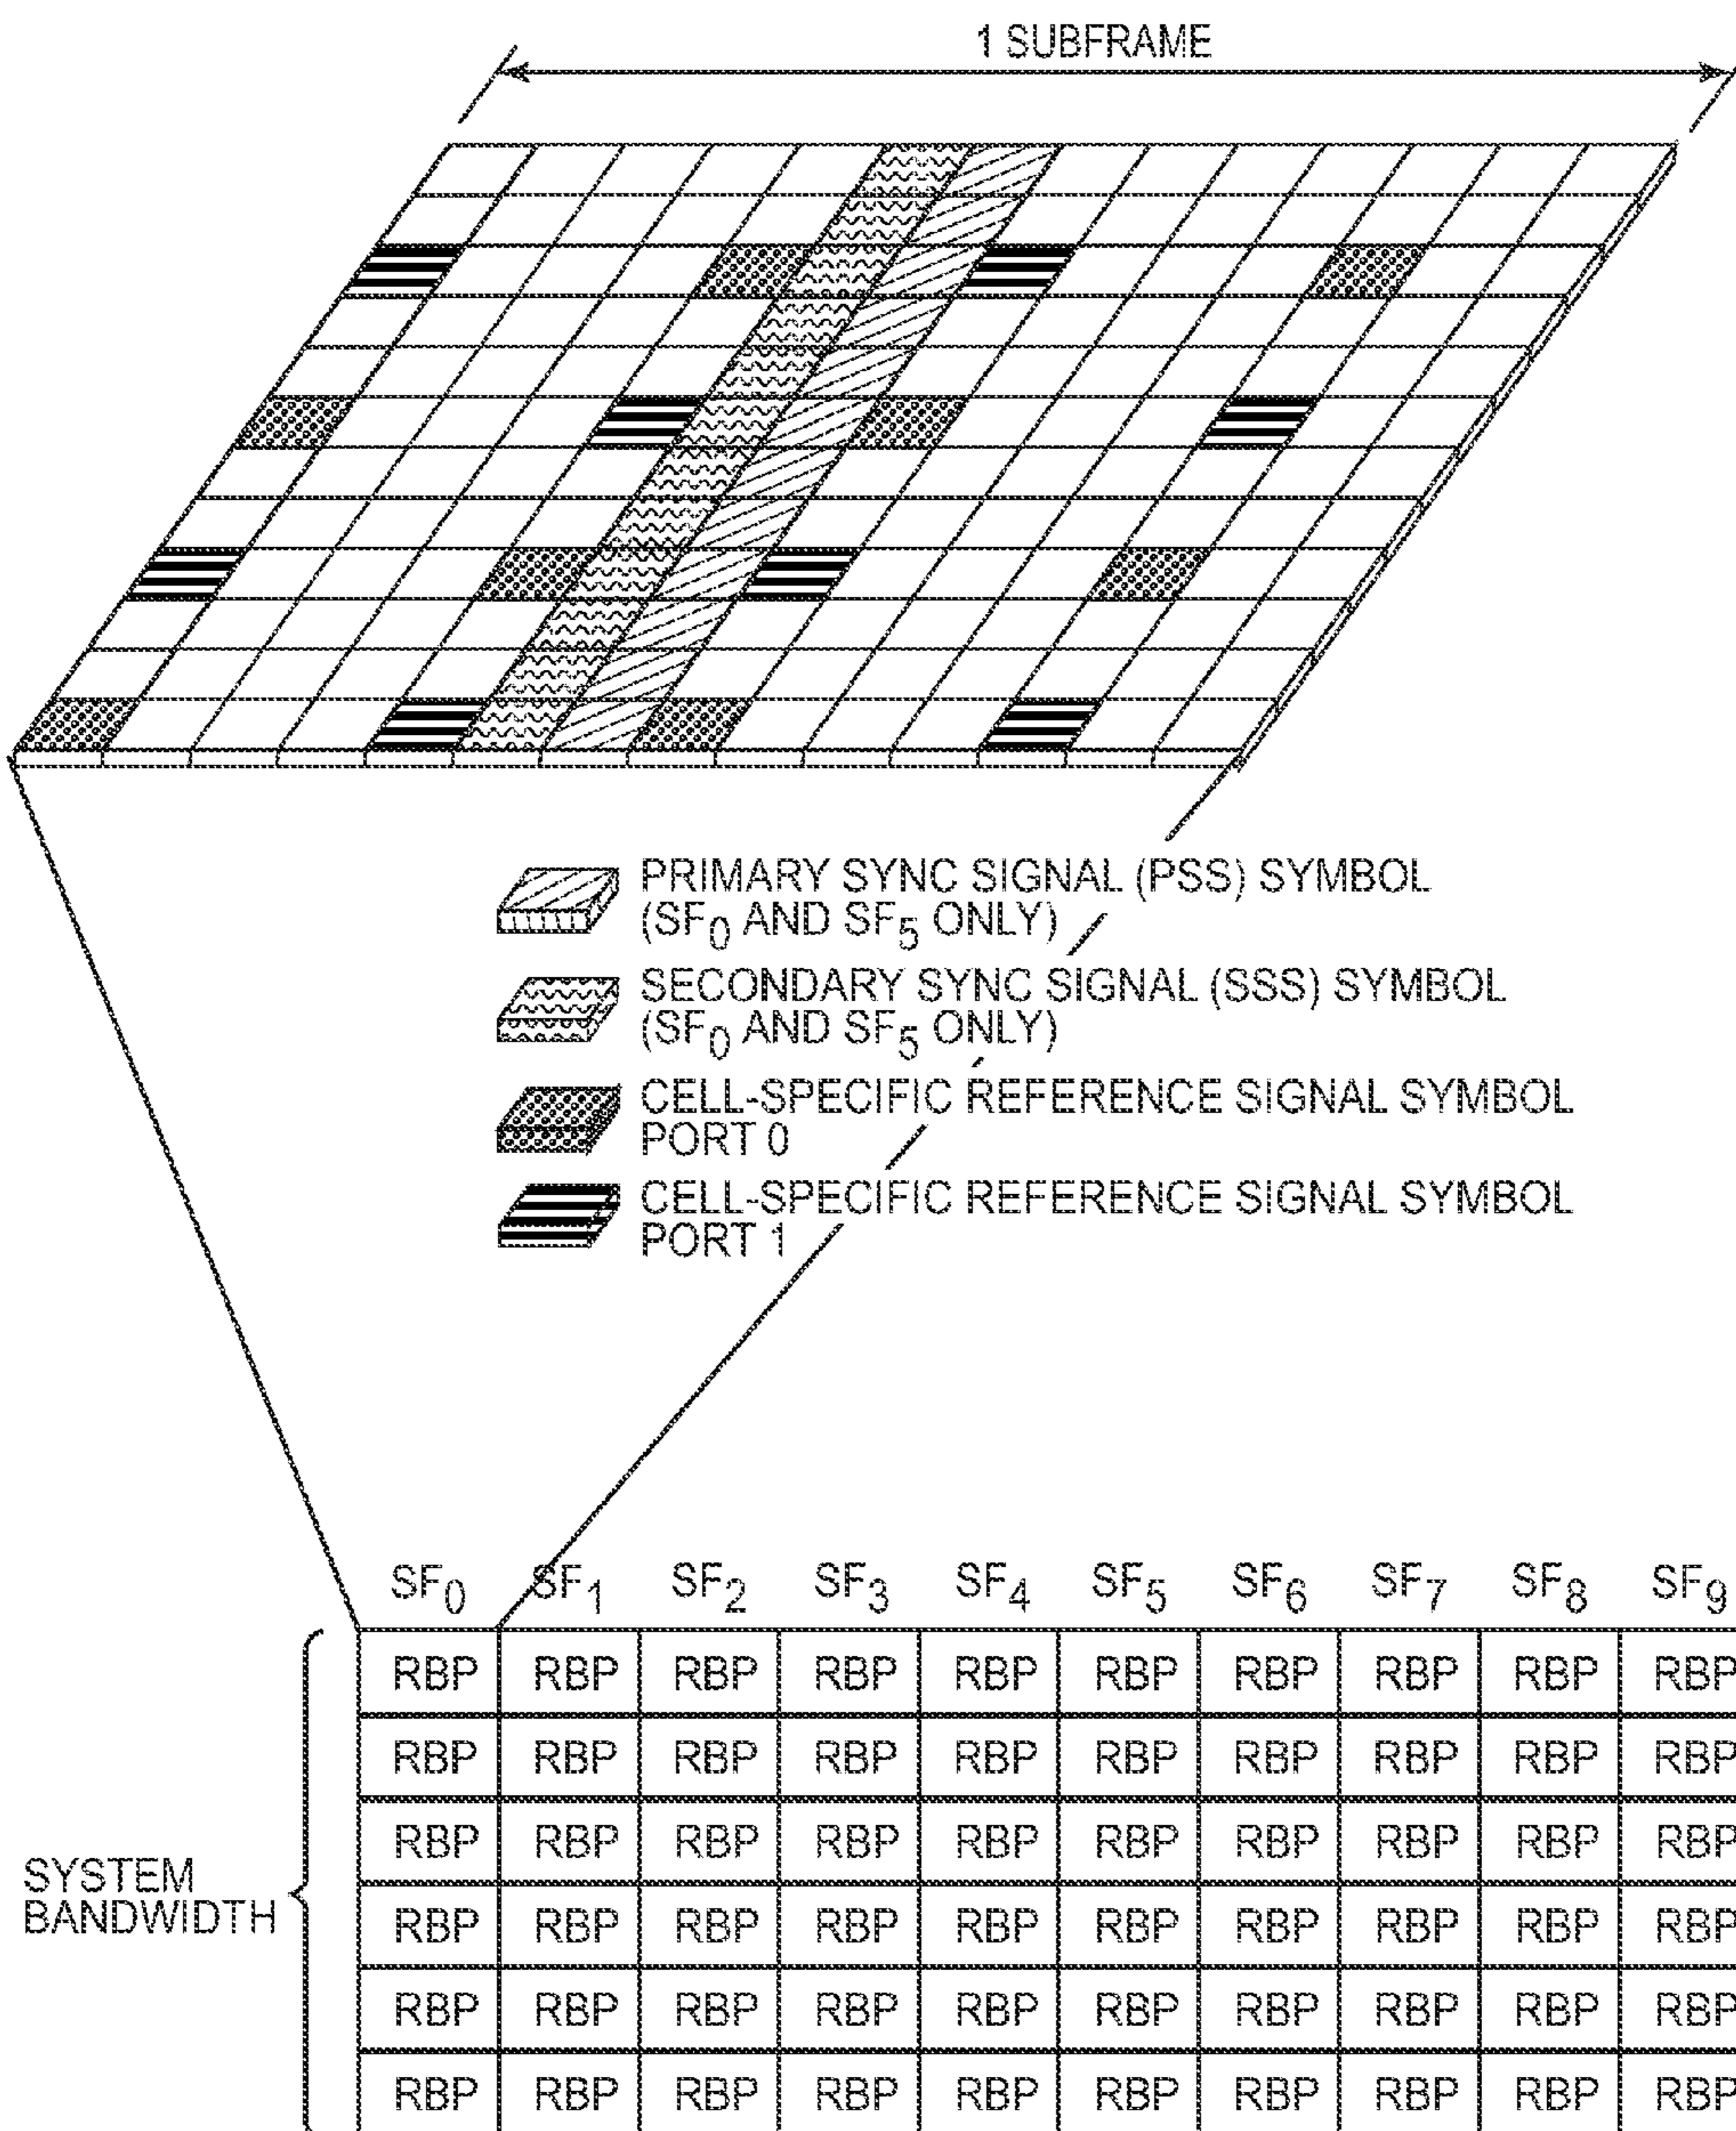 1 SUBFRAME
PRIMARY SYNC SIGNAL (PSS) SYMBOL
(SF0 AND SF5 ONLY)
SECONDARY SYNC SIGNAL (SSS) SYMBOL
(SF0 AND SF5 ONLY)
CELL-SPECIFIC REFERENCE SIGNAL SYMBOL
PORT 0
CELL-SPECIFIC REFERENCE SIGNAL SYMBOL
PORT 1
SF0 SF1 SF2 SF3 SF4 SF5 SF6 SF7 SF8 SF9
RBP RBP RBP RBP RBP RBP RBP RBP RBP RBP
RBP RBP RBP RBP RBP RBP RBP RBP RBP RBP
RBP RBP RBP RBP RBP RBP RBP RBP RBP RBP
SYSTEM
BANDWIDTH
RBP RBP RBP RBP RBP RBP RBP RBP RBP RBP
RBP RBP RBP RBP RBP RBP RBP RBP RBP RBP
RBP RBP RBP RBP RBP RBP RBP RBP RBP RBP